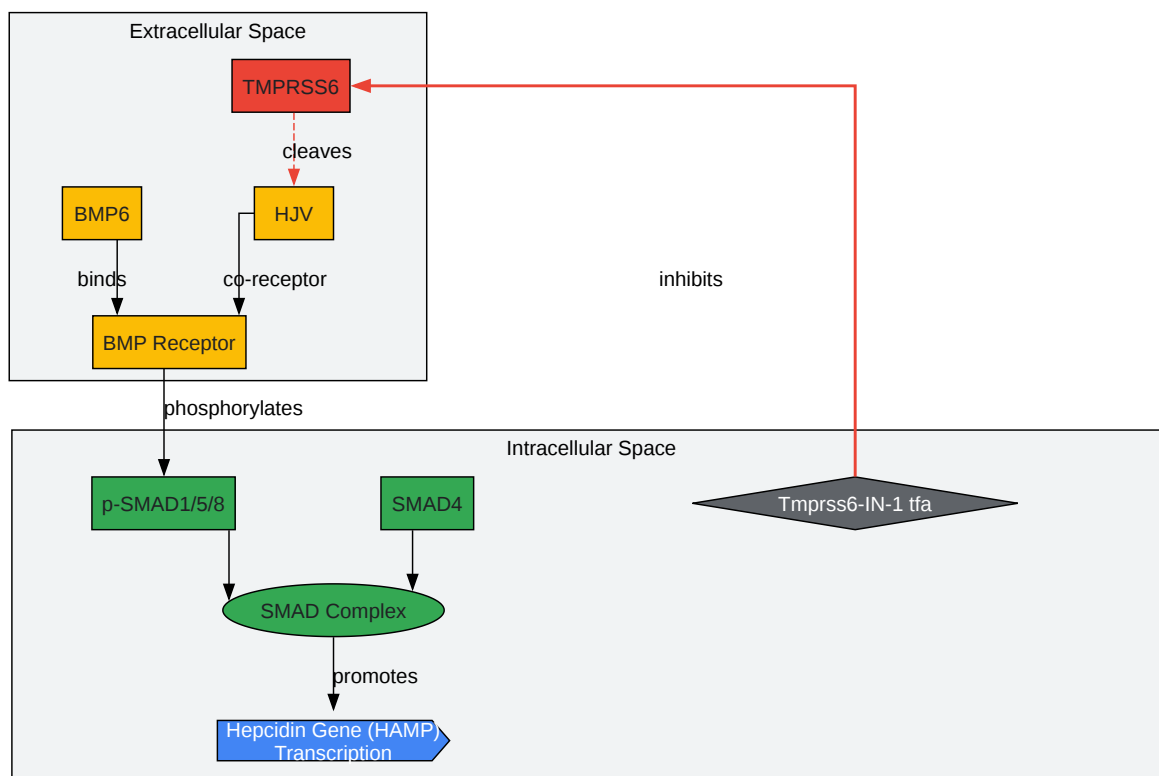 Extracellular Space
TMPRSS6
cleaves
BMP6
HJV
binds
co-receptor
inhibits
BMP Receptor
phosphorylates
Intracellular Space
p-SMAD1/5/8
SMAD4
Tmprss6-IN-1 tfa
SMAD Complex
promotes
Hepcidin Gene (HAMP)
Transcription